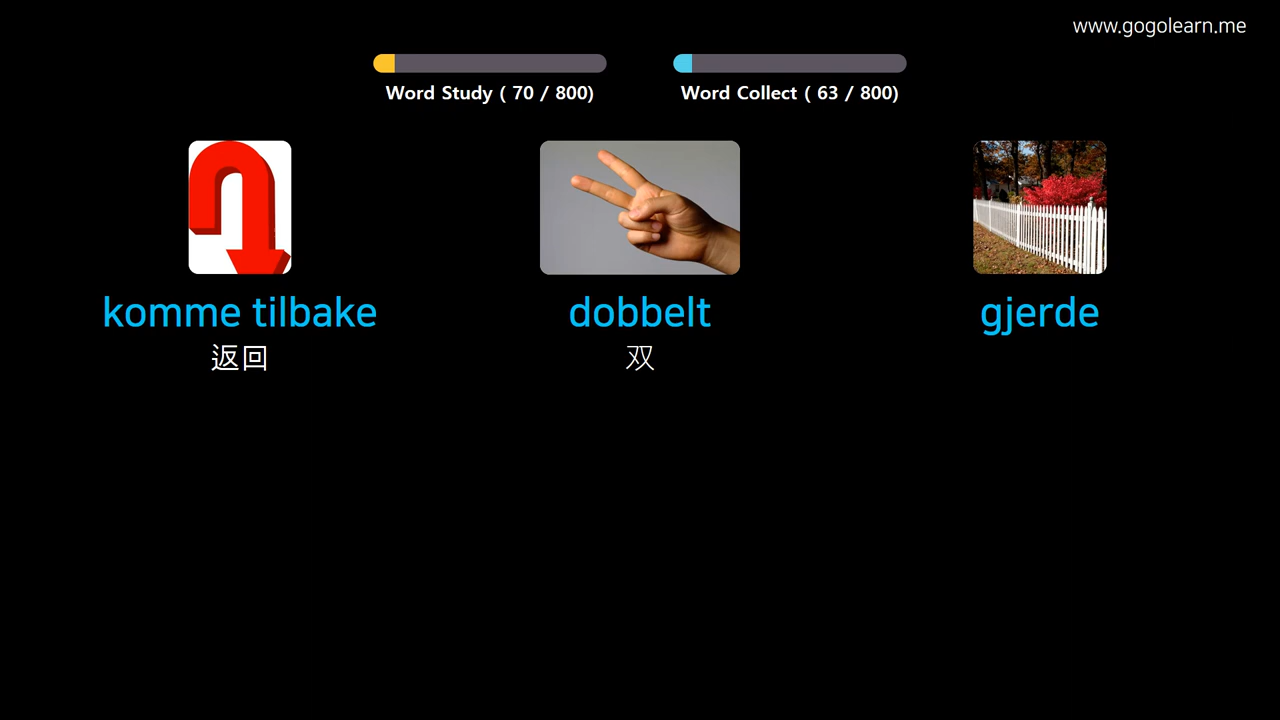 www.gogolearn.me
Word Study ( 70 / 800)
Word Collect ( 63 / 800)
komme tilbake
返回
dobbelt
双
gjerde